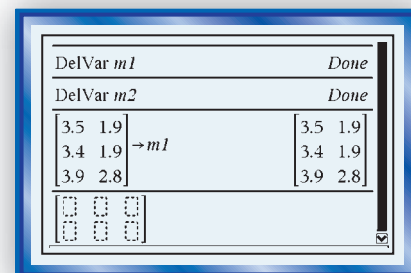 DelVar m1 Done
DelVar m2 Done
[3.5 1.9
3.4 1.9
3.9 2.8]→m1 [3.5 1.9
3.4 1.9
3.9 2.8]